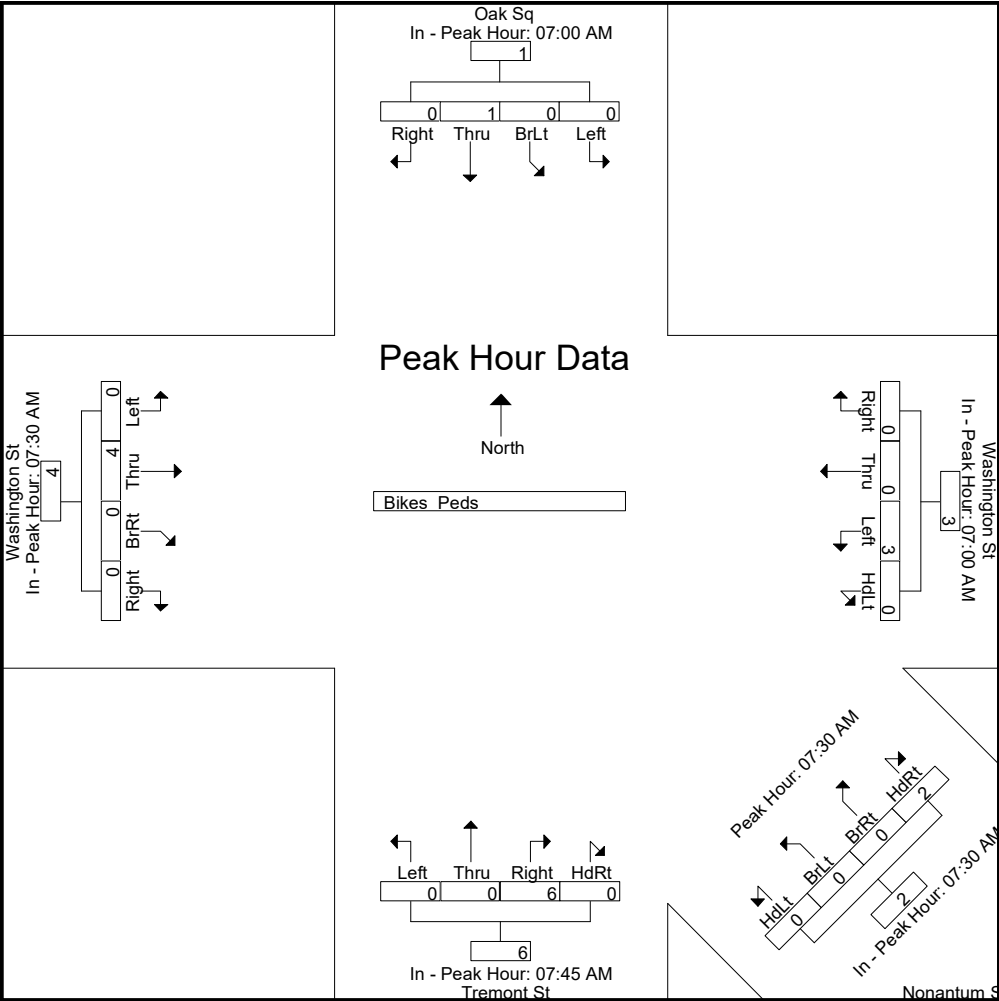 Oak Sq
In - Peak Hour: 07:00 AM
1
0 1 0 0
Right Thru BrLt Left
Peak Hour Data
North
Bikes Peds
Washington St
In - Peak Hour: 07:30 AM
4
0 Left
4 Thru
0 BrRt
0 Right
Right 0
Thru 0
Left 3
HdLt 0
3
In - Peak Hour: 07:00 AM
Washington St
Peak Hour: 07:30 AM
HdLt BrLt BrRt HdRt
0 0 0 2
2
In - Peak Hour: 07:30 AM
Left Thru Right HdRt
0 0 6 0
6
In - Peak Hour: 07:45 AM
Tremont St
Nonantum S